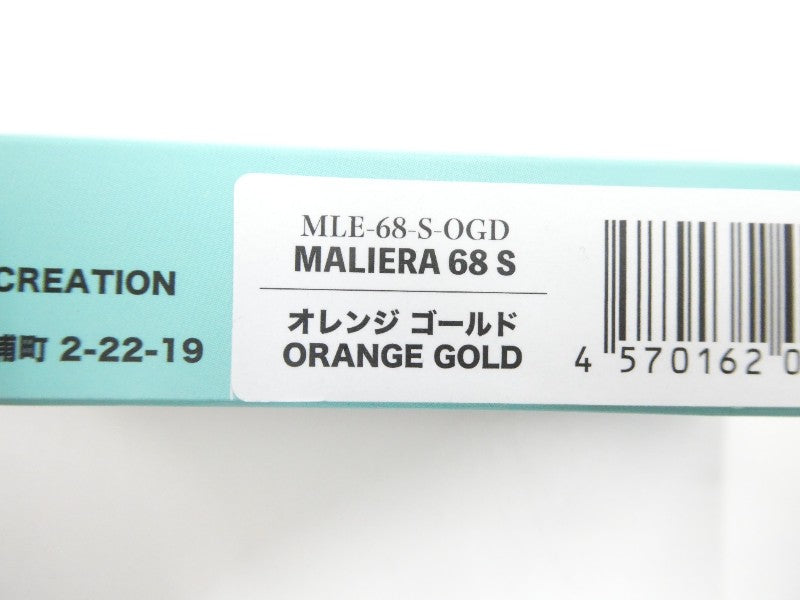 CREATION
浦町 2-22-19
MLE-68-S-OGD
MALIERA 68 S
オレンジ ゴールド
ORANGE GOLD
4 570162 0